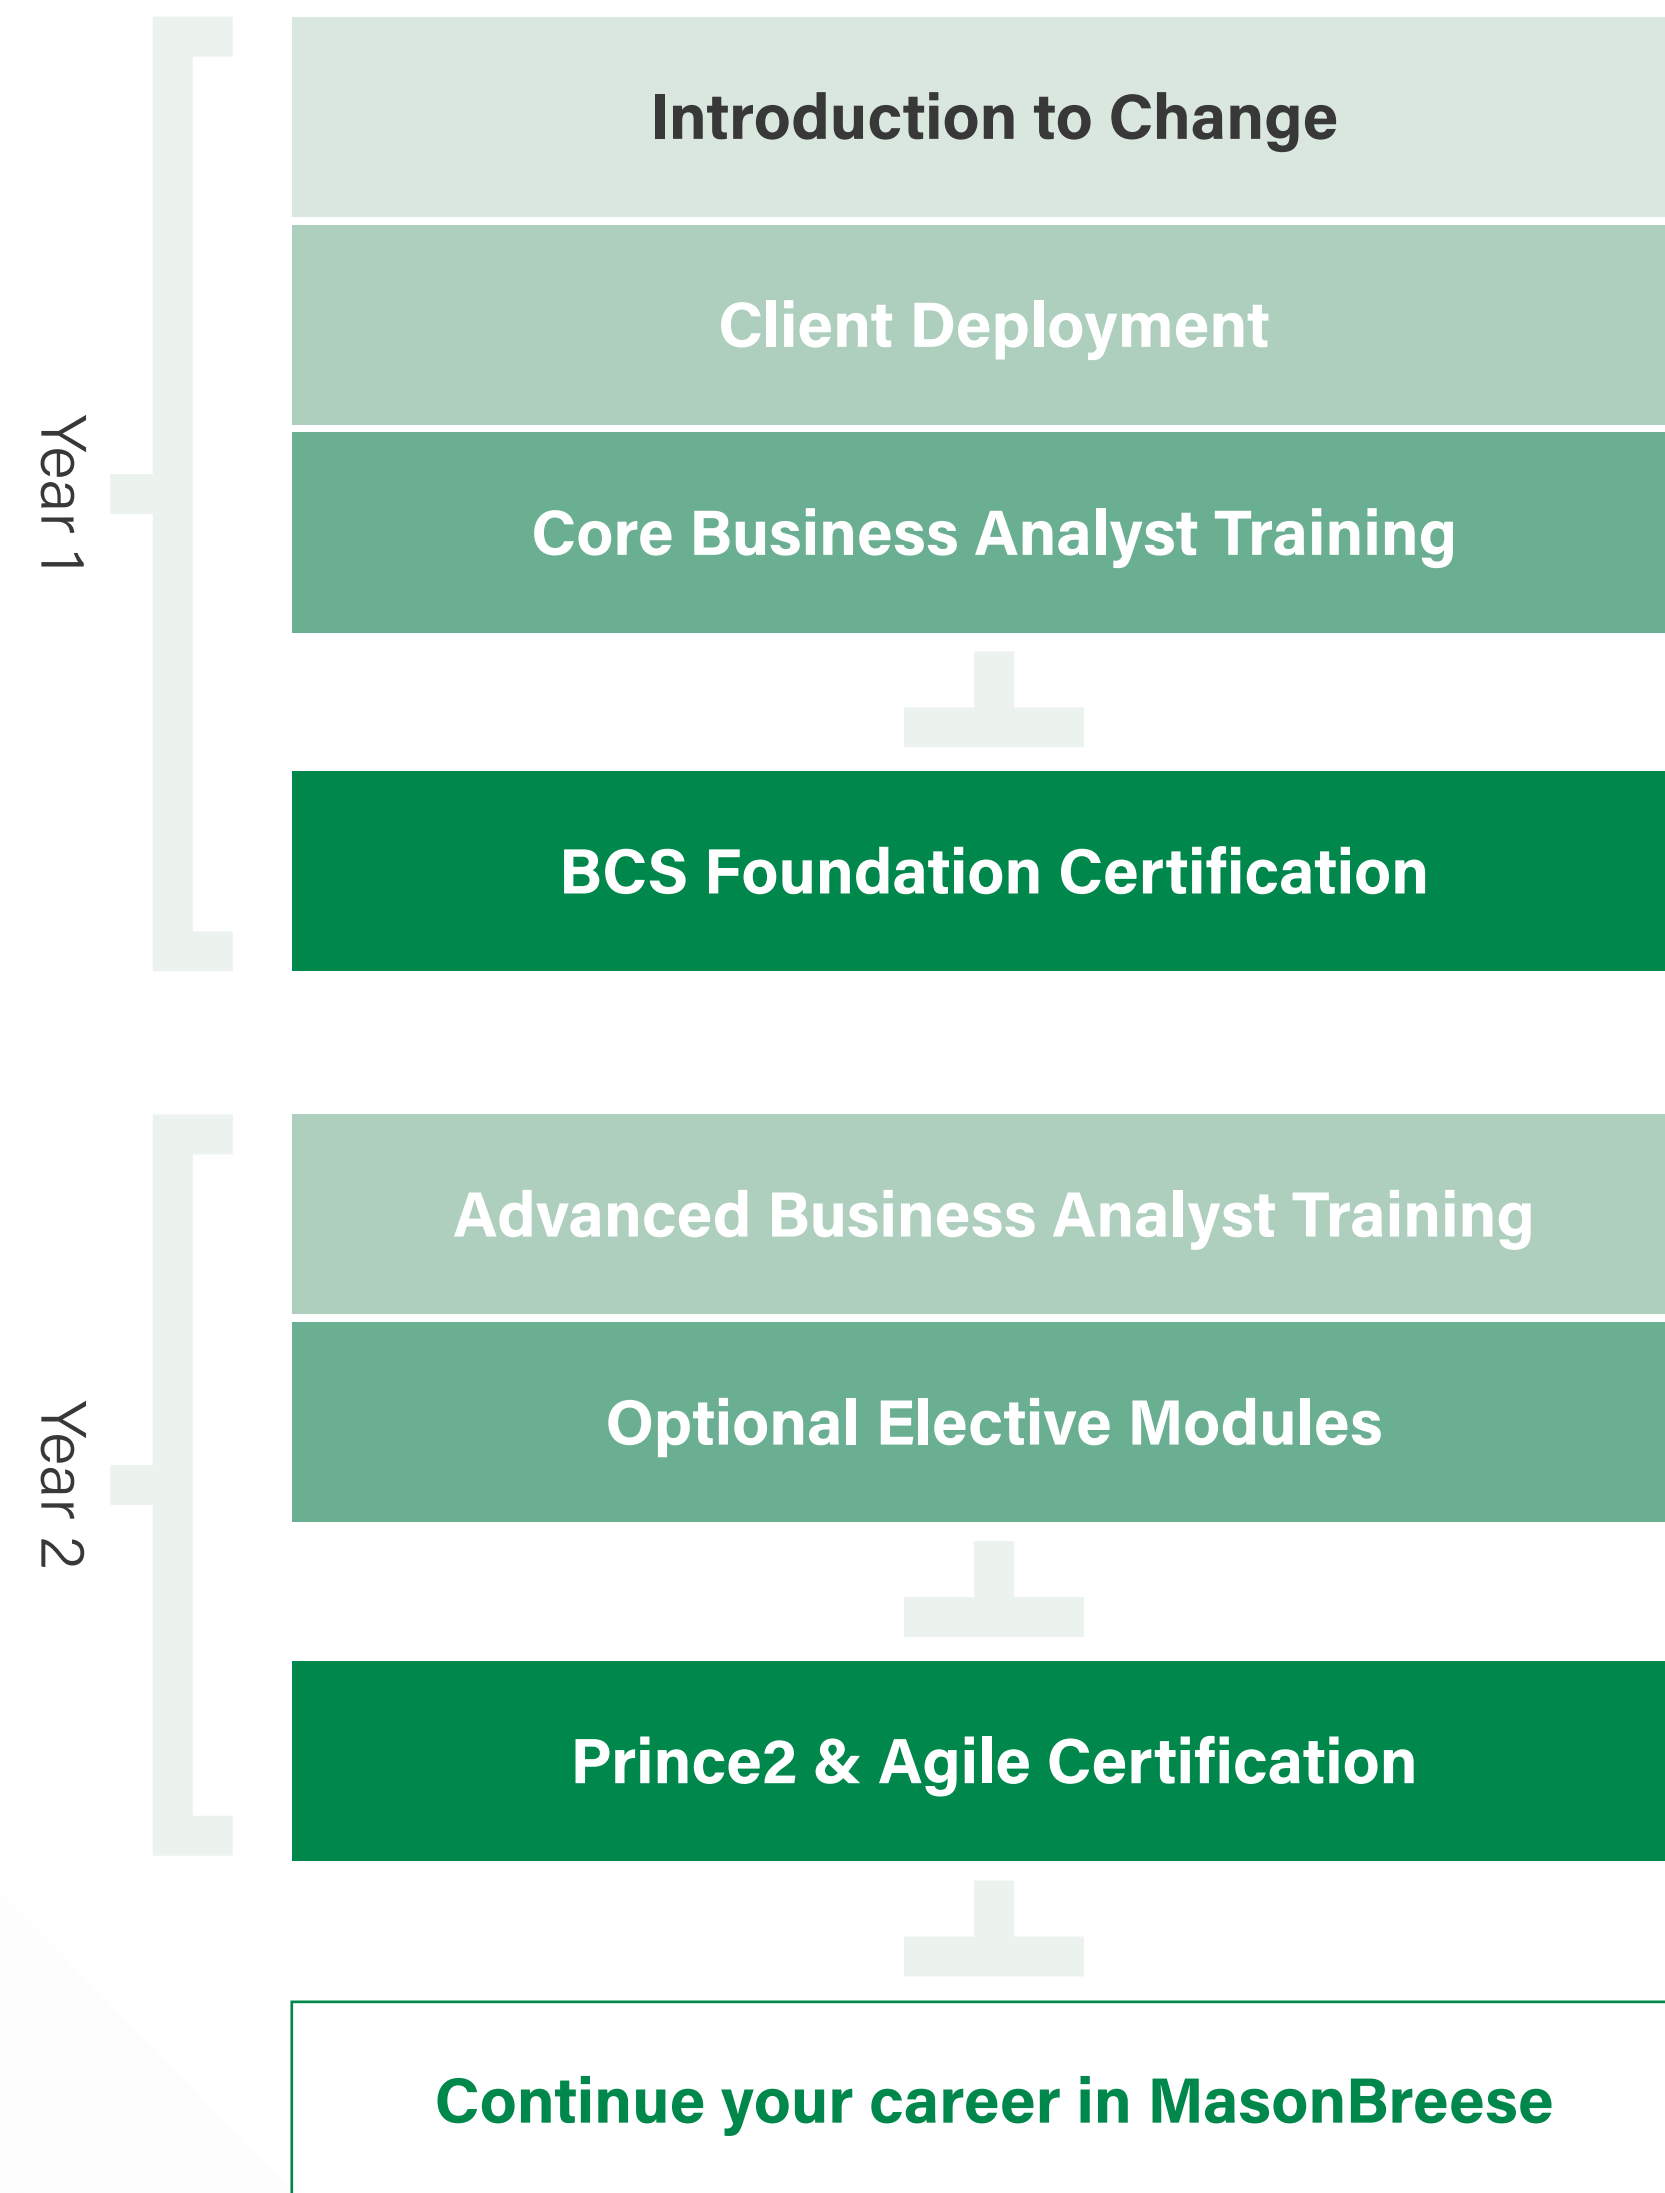 Year 1
Introduction to Change
Client Deployment
Core Business Analyst Training
BCS Foundation Certification
Year 2
Advanced Business Analyst Training
Optional Elective Modules
Prince2 & Agile Certification
Continue your career in MasonBreese